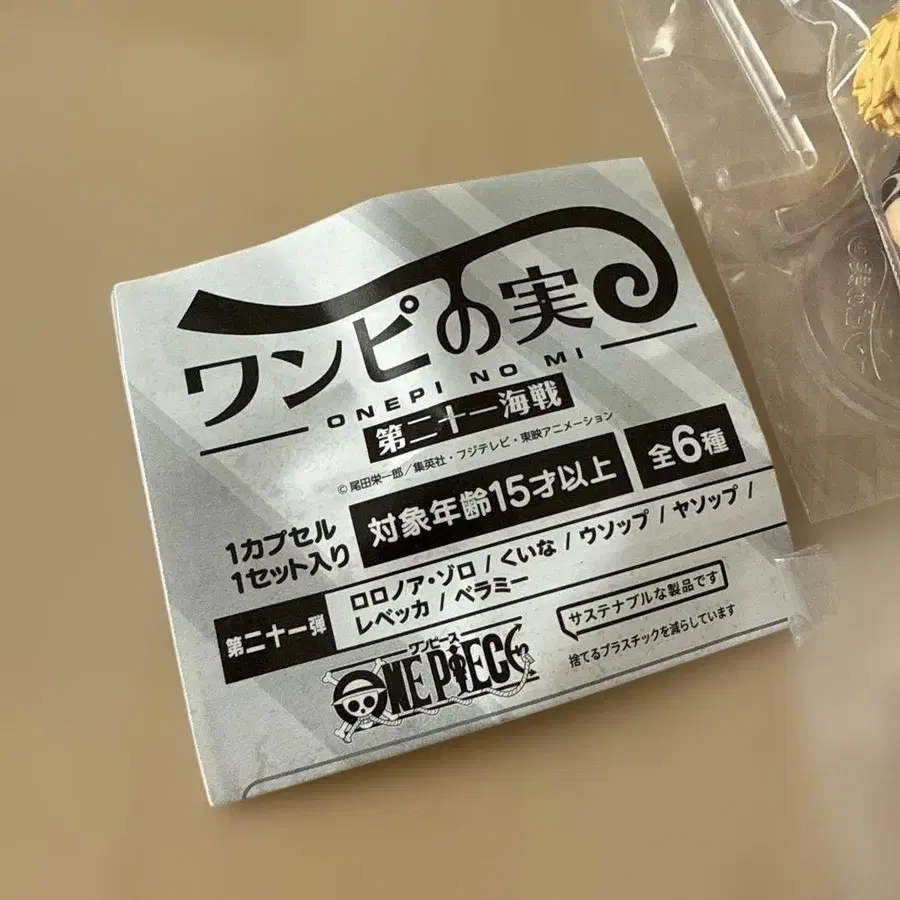 ワンピの実
ONEPI NO MI
第二十一海戦
©尾田栄一郎/集英社・フジテレビ・東映アニメーション
1カプセル
1セット入り
対象年齢15才以上
全6種
第二十一弾
ロロノア・ゾロ / くいな / ウソップ / ヤソップ /
レベッカ / ベラミー
ワンピース
ONE PIECE
サステナブルな製品です
捨てるプラスチックを減らしています